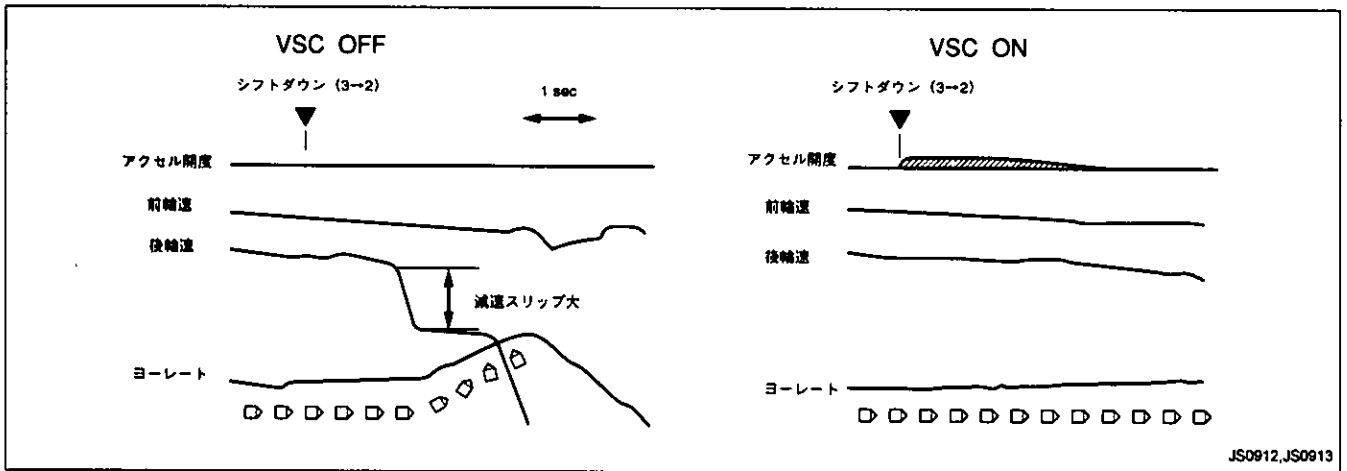 VSC OFF
シフトダウン (3→2)
1 sec
アクセル開度
前輪速
後輪速
減速スリップ大
ヨーレート
VSC ON
シフトダウン (3→2)
アクセル開度
前輪速
後輪速
ヨーレート
JS0912,JS0913